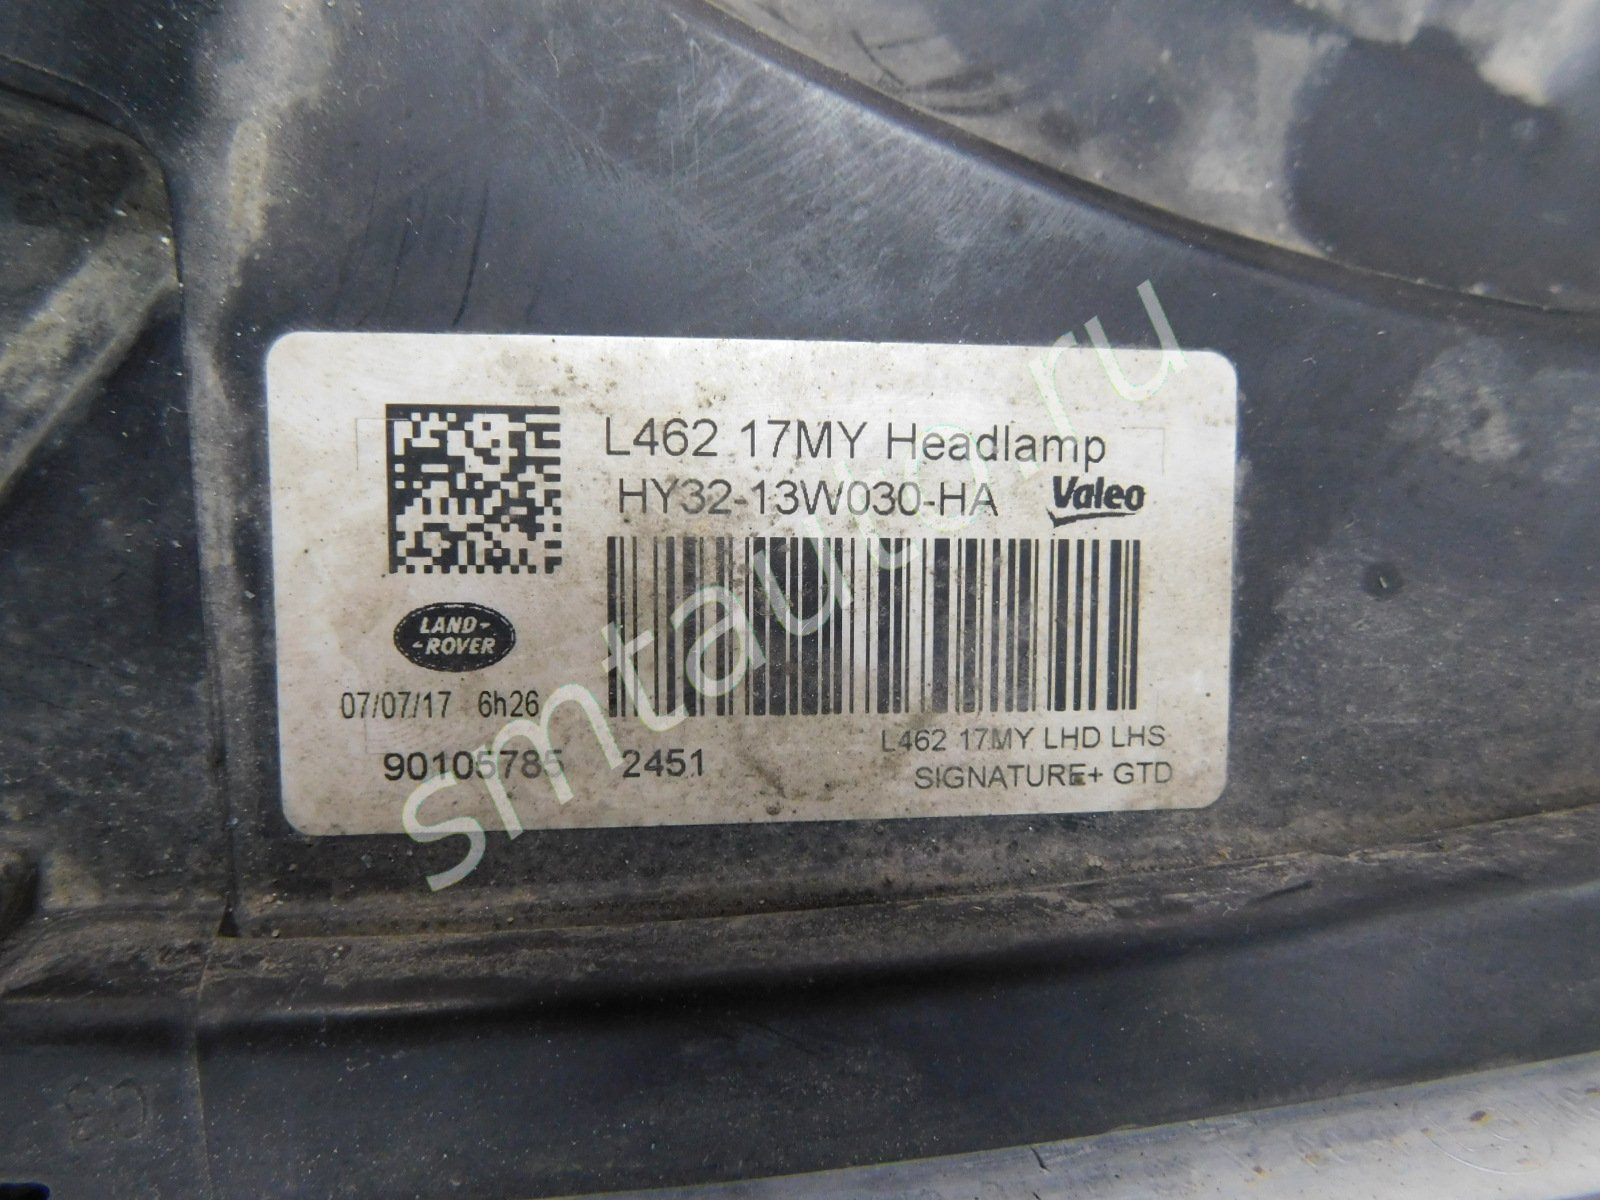 L462 17MY Headlamp
HY32-13W030-HA Valeo
LAND-
-ROVER
07/07/17 6h26
90105785 2451
L462 17MY LHD LHS
SIGNATURE+ GTD
smtauto.ru